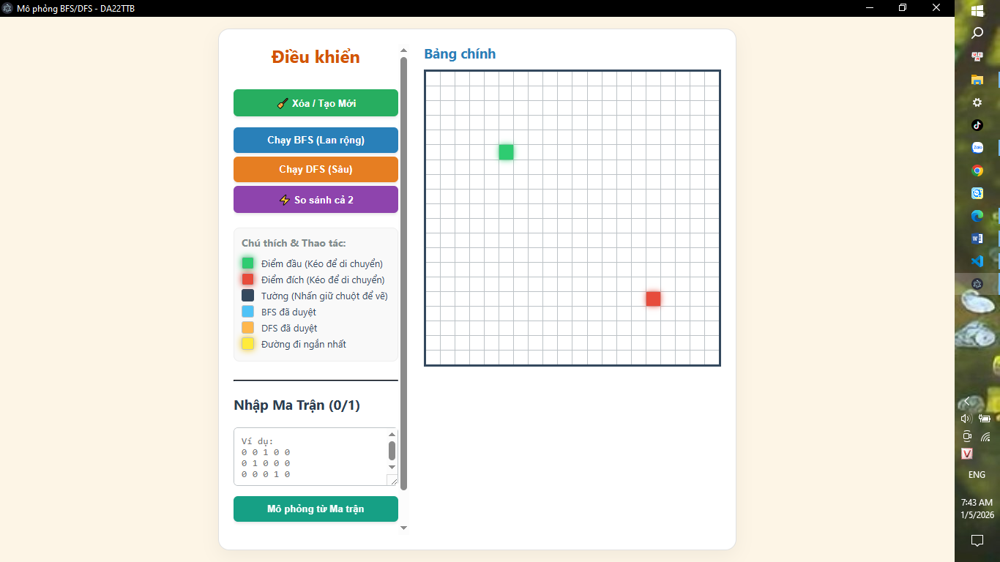 Mô phỏng BFS/DFS - DA22TTB
Điều khiển
Xóa / Tạo Mới
Chạy BFS (Lan rộng)
Chạy DFS (Sâu)
So sánh cả 2
Chú thích & Thao tác:
Điểm đầu (Kéo để di chuyển)
Điểm đích (Kéo để di chuyển)
Tường (Nhấn giữ chuột để vẽ)
BFS đã duyệt
DFS đã duyệt
Đường đi ngắn nhất
Nhập Ma Trận (0/1)
Ví dụ:
0 0 1 0 0
0 1 0 0 0
0 0 0 1 0
Mô phỏng từ Ma trận
Bảng chính
Zalo
V
ENG
7:43 AM
1/5/2026